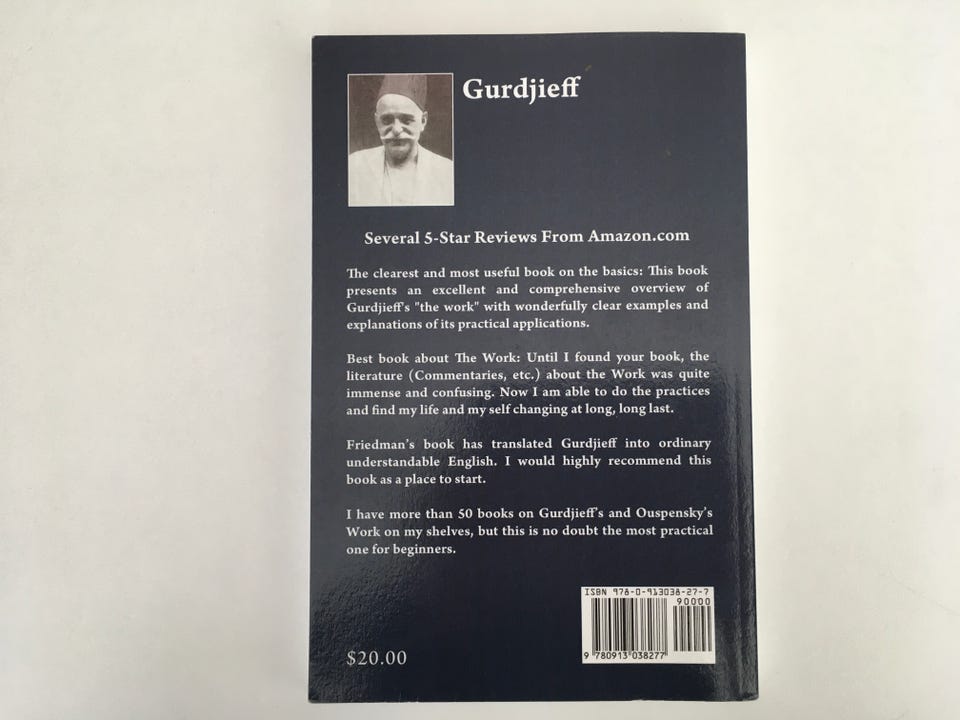 Gurdjieff
Several 5-Star Reviews From Amazon.com
The clearest and most useful book on the basics: This book
presents an excellent and comprehensive overview of
Gurdjieff's "the work" with wonderfully clear examples and
explanations of its practical applications.
Best book about The Work: Until I found your book, the
literature (Commentaries, etc.) about the Work was quite
immense and confusing. Now I am able to do the practices
and find my life and my self changing at long, long last.
Friedman's book has translated Gurdjieff into ordinary
understandable English. I would highly recommend this
book as a place to start.
I have more than 50 books on Gurdjieff's and Ouspensky's
Work on my shelves, but this is no doubt the most practical
one for beginners.
ISBN 978-0-913038-27-7
90000
9 780913 038277
$20.00